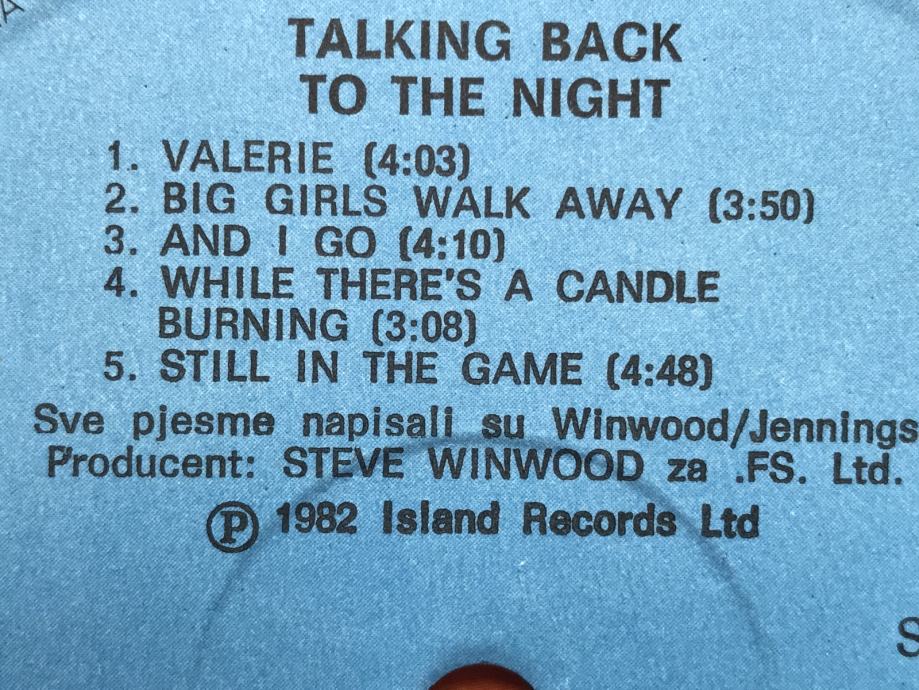 TALKING BACK
TO THE NIGHT
1. VALERIE (4:03)
2. BIG GIRLS WALK AWAY (3:50)
3. AND I GO (4:10)
4. WHILE THERE'S A CANDLE
BURNING (3:08)
5. STILL IN THE GAME (4:48)
Sve pjesme napisali su Winwood/Jennings
Producent: STEVE WINWOOD za .FS. Ltd.
Ⓟ 1982 Island Records Ltd